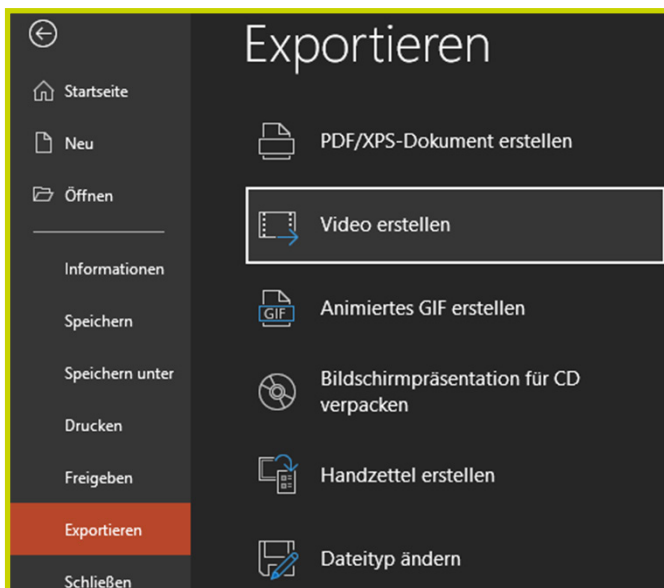 Startseite
Neu
Öffnen
Informationen
Speichern
Speichern unter
Drucken
Freigeben
Exportieren
Schließen
Exportieren
PDF/XPS-Dokument erstellen
Video erstellen
GIF
Animiertes GIF erstellen
Bildschirmpräsentation für CD
verpacken
Handzettel erstellen
Dateityp ändern